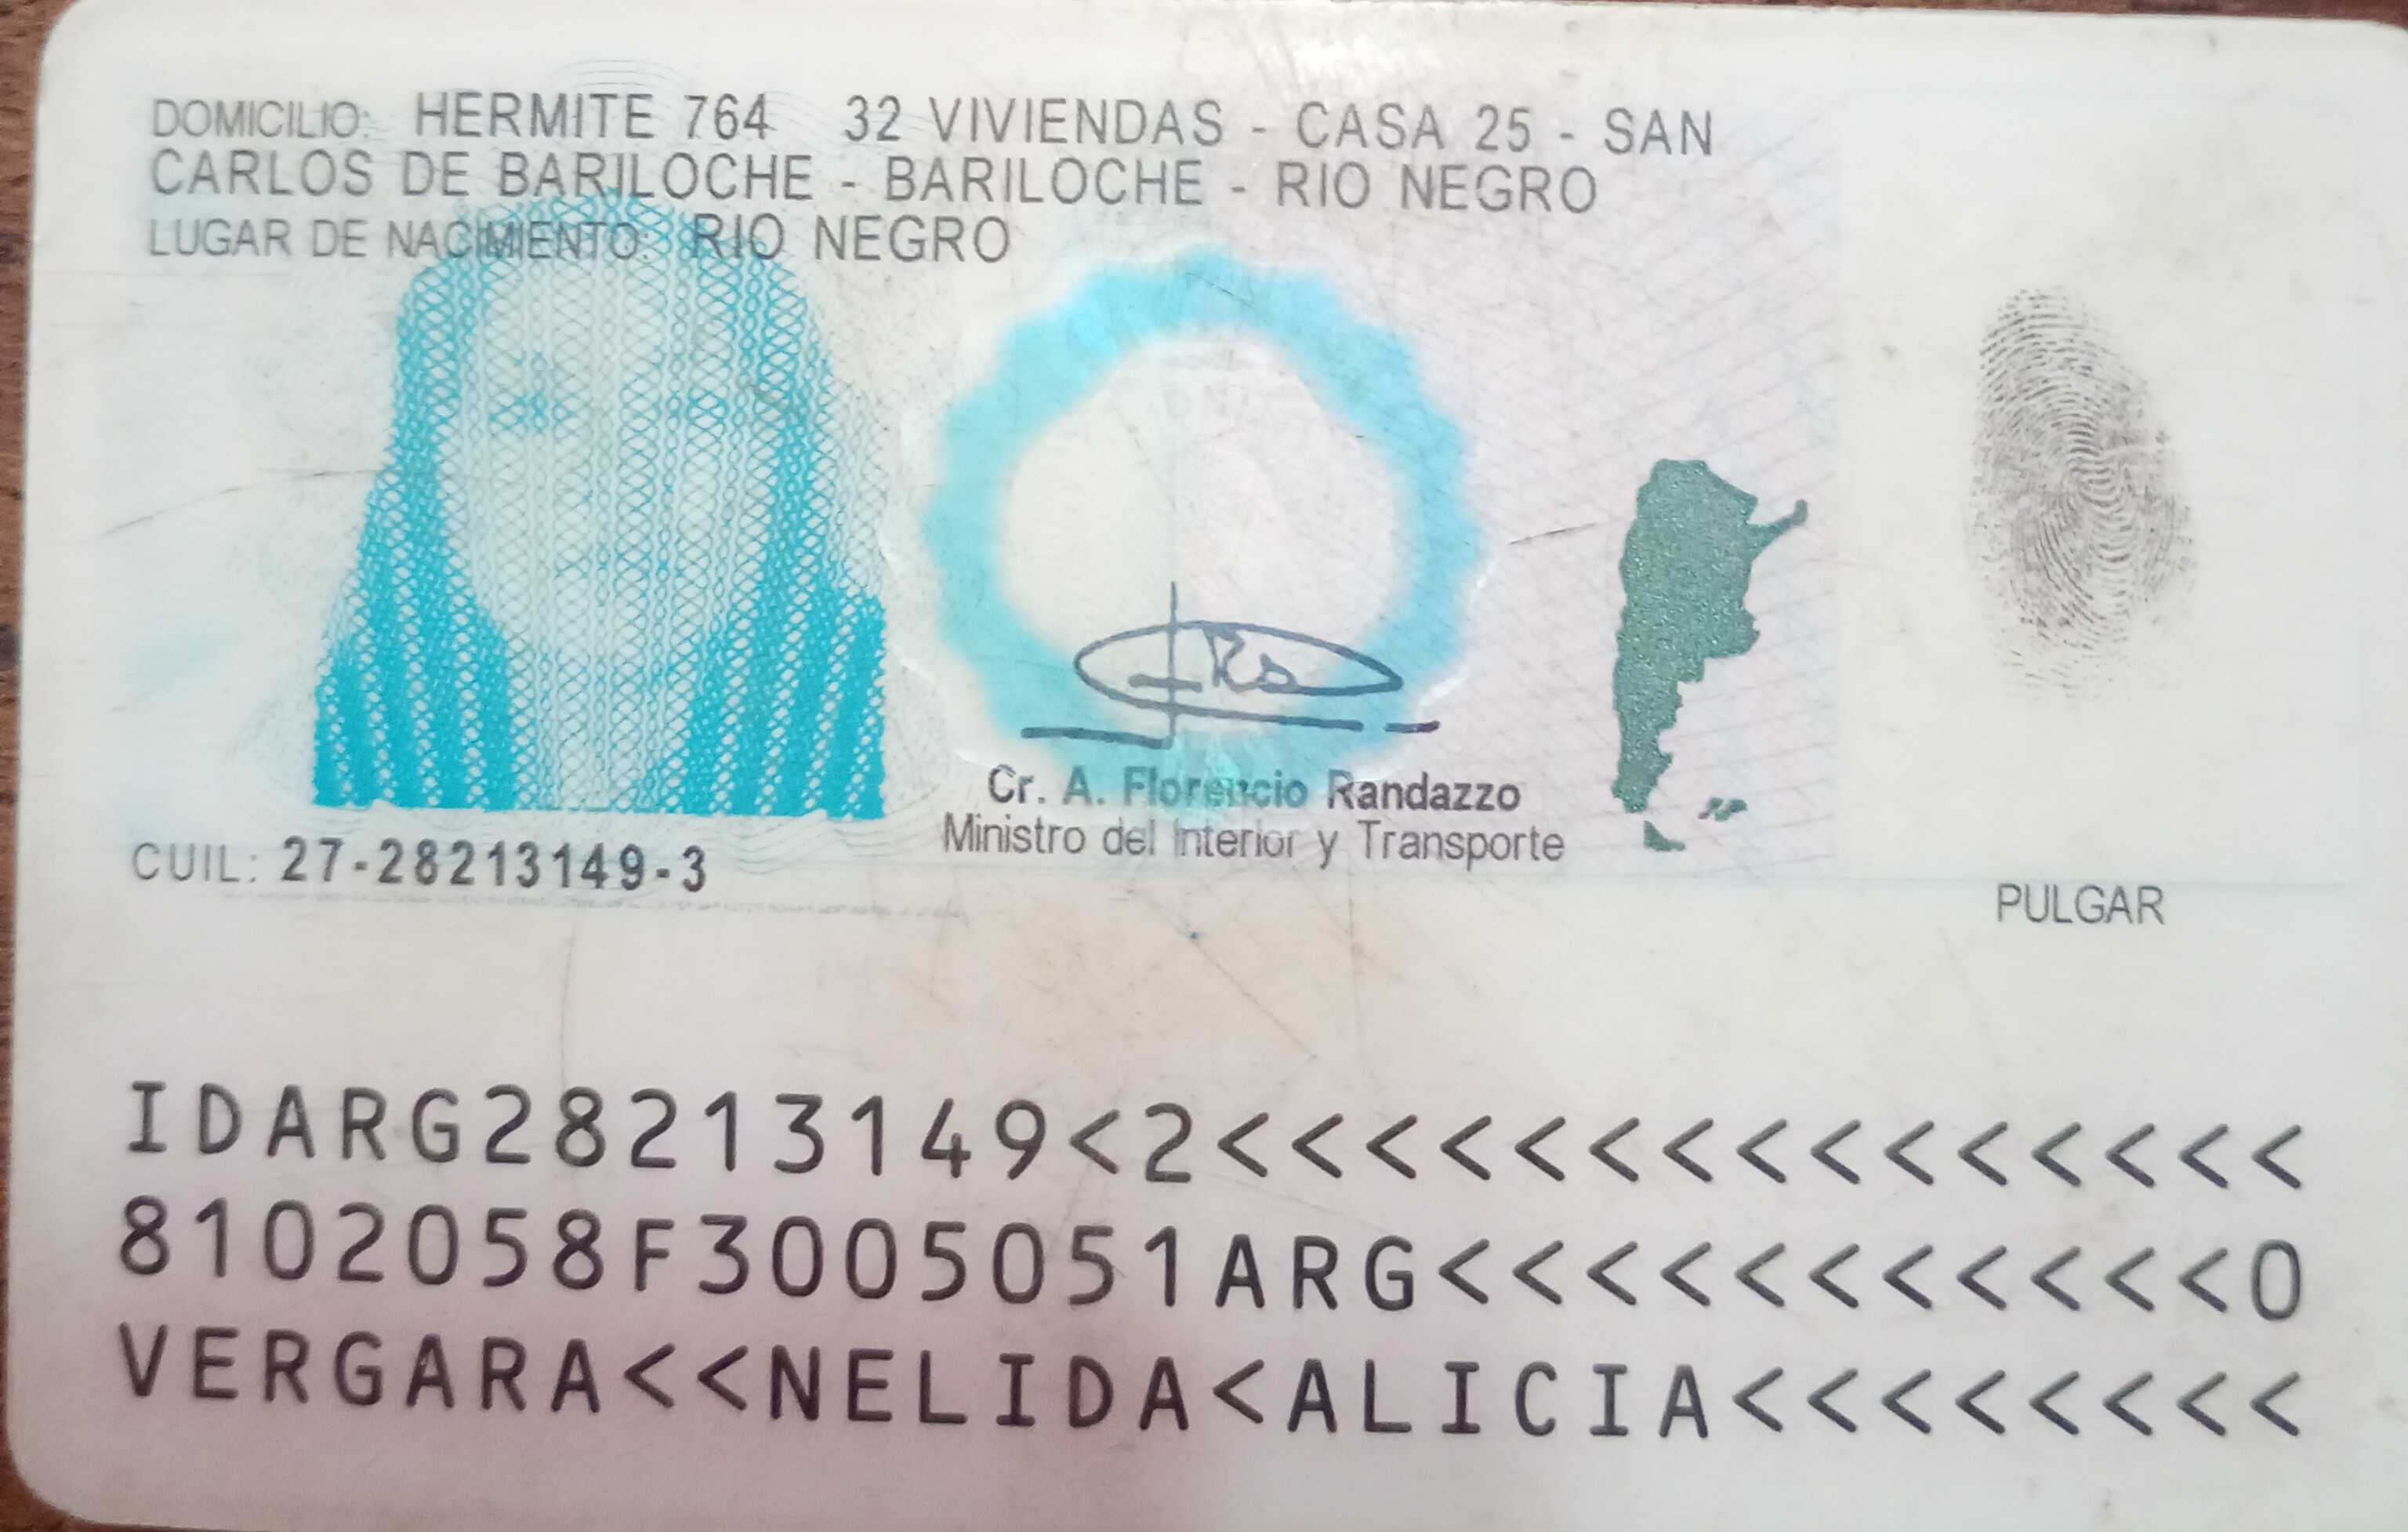 DOMICILIO: HERMITE 764 32 VIVIENDAS - CASA 25 - SAN
CARLOS DE BARILOCHE - BARILOCHE - RIO NEGRO
LUGAR DE NACIMIENTO: RIO NEGRO
Cr. A. Florencio Randazzo
Ministro del Interior y Transporte
CUIL: 27-28213149-3
PULGAR
IDARG28213149<2<<<<<<<<<<<<<<<
8102058F3005051ARG<<<<<<<<<<<0
VERGARA<<NELIDA<ALICIA<<<<<<<<